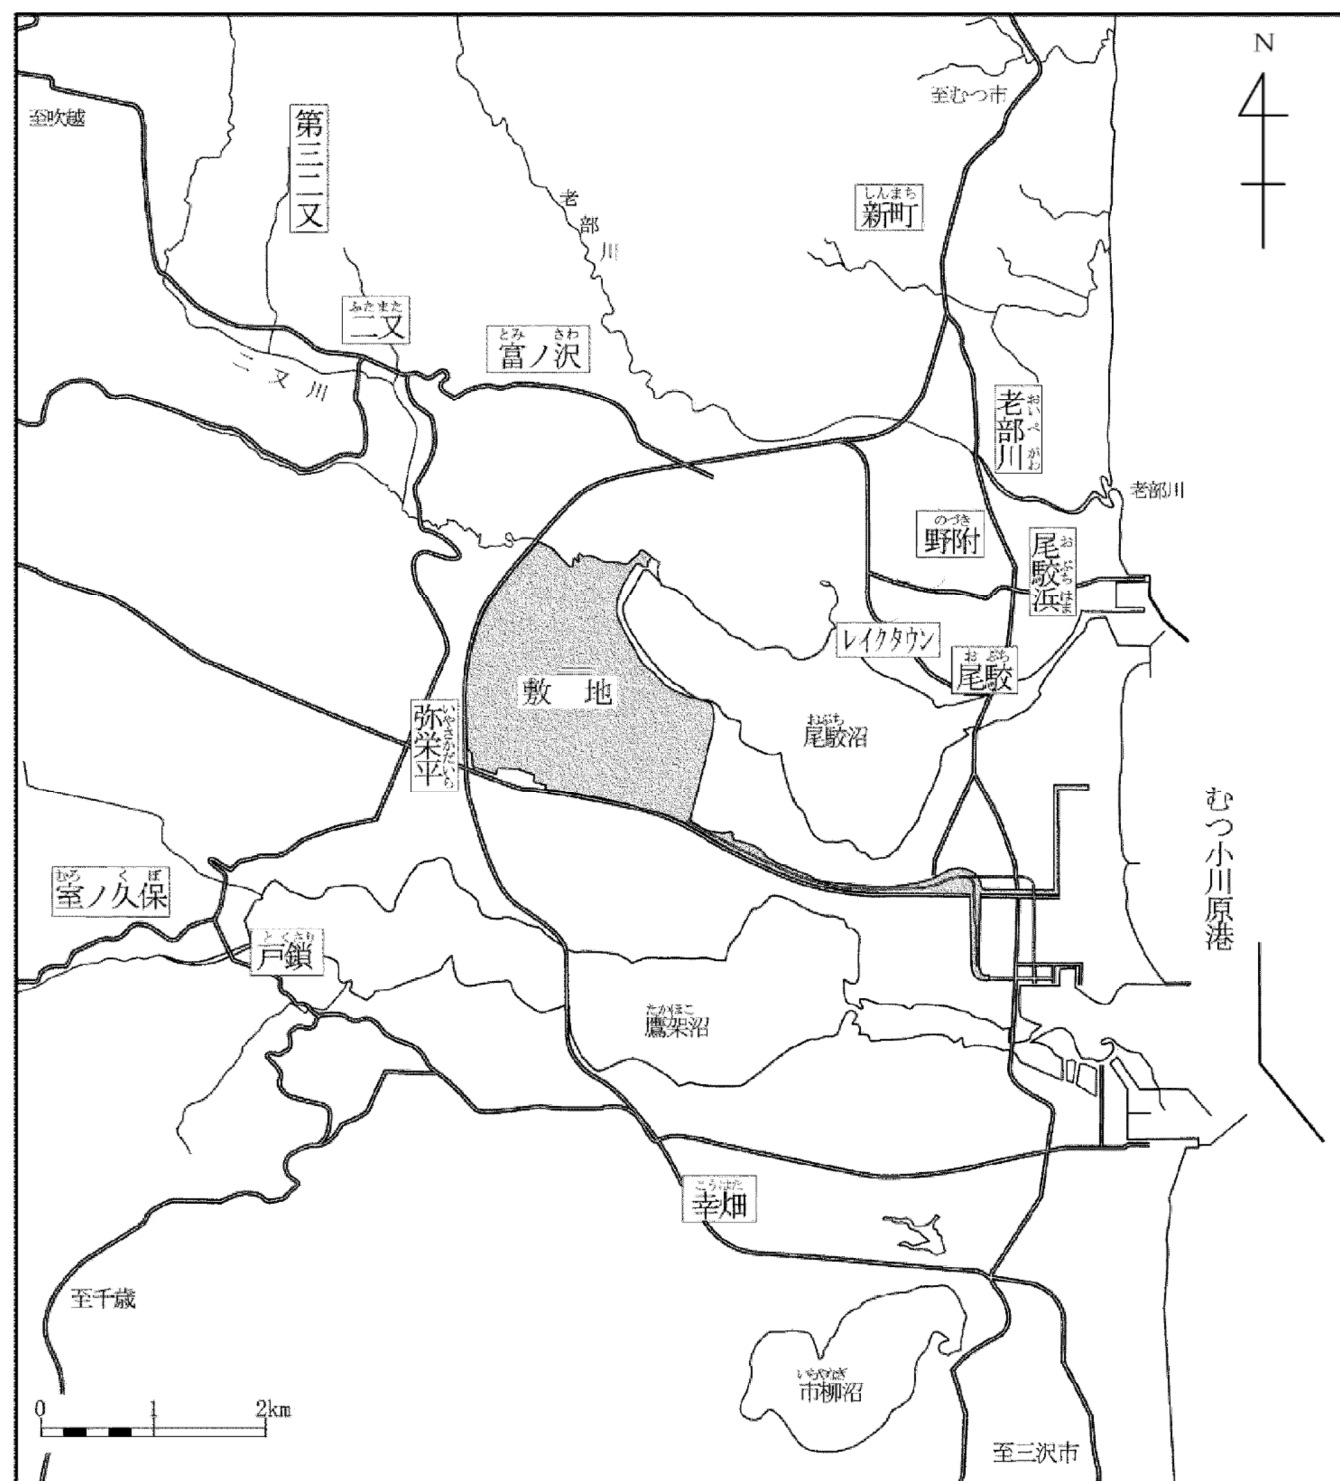 N
至むつ市
至吹越
第三二又
老部川
しんまち
新町
ふたまた
二又
とみ さわ
富ノ沢
二又川
おいべがわ
老部川
老部川
のづき
野附
おぶちはま
尾駮浜
レイクタウン
お ぶち
尾駮
敷 地
いやさかだいら
弥栄平
おぶち
尾駮沼
むつ小川原港
むろ く ぼ
室ノ久保
とくさり
戸鎖
たかほこ
鷹架沼
こうはた
幸畑
至千歳
いちやなぎ
市柳沼
0 1 2km
至三沢市